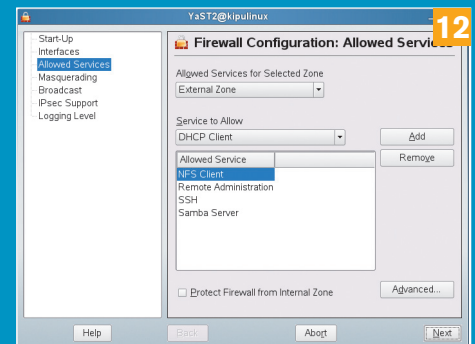 YaST2@kipulinux
12
Start-Up
Interfaces
Allowed Services
Masquerading
Broadcast
IPsec Support
Logging Level
Firewall Configuration: Allowed Service
Allowed Services for Selected Zone
External Zone
Service to Allow
DHCP Client
Add
Allowed Service
Remove
NFS Client
Remote Administration
SSH
Samba Server
Protect Firewall from Internal Zone
Advanced...
Help
Back
Abort
Next